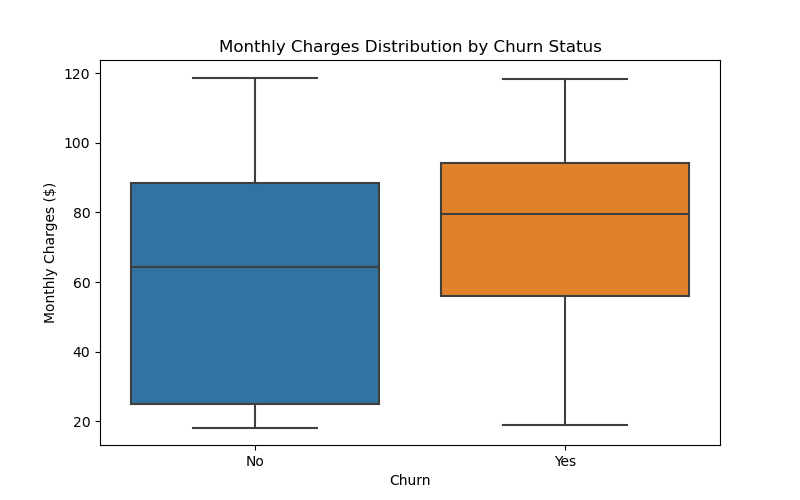 Monthly Charges Distribution by Churn Status
120
100
80
60
40
20
Monthly Charges ($)
No
Yes
Churn